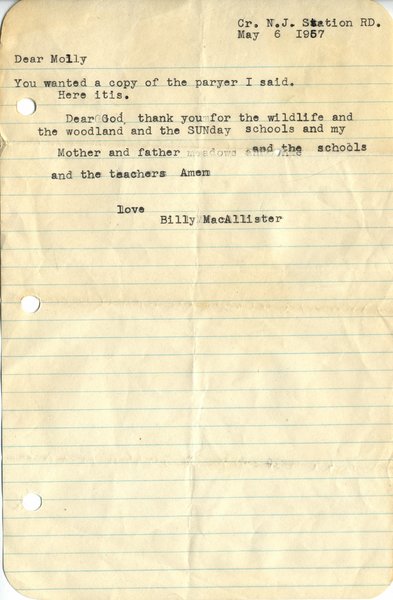 Cr. N.J. Station RD.
May 6 1957
Dear Molly
You wanted a copy of the paryer I said.
Here itis.
Dear God, thank you for the wildlife and
the woodland and the SUNday schools and my
Mother and father meadows and the schools
and the teachers Amen
love
Billy MacAllister